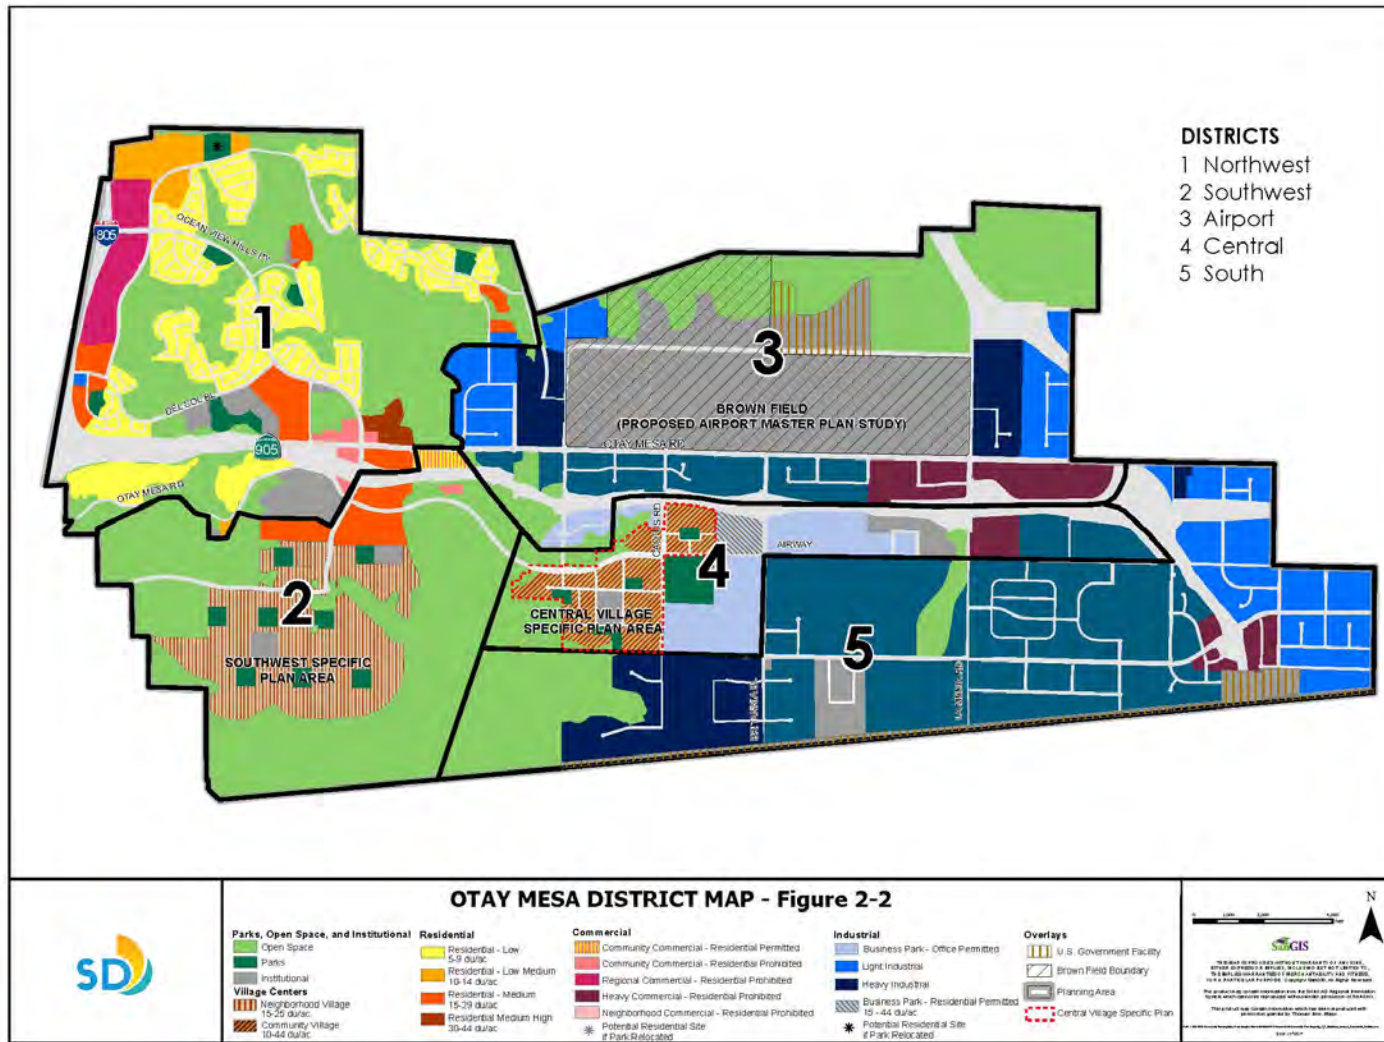 DISTRICTS
1 Northwest
2 Southwest
3 Airport
4 Central
5 South
805
OCEAN VIEW HILLS PY
1
3
DEL SOL BL
BROWN FIELD
(PROPOSED AIRPORT MASTER PLAN STUDY)
OTAY MESA RD
905
OTAY MESA RD
CACTUS RD
AIRWAY
4
2
CENTRAL VILLAGE
SPECIFIC PLAN AREA
5
SOUTHWEST SPECIFIC
PLAN AREA
BRITANNIA BL
LA MEDIA RD
OTAY MESA DISTRICT MAP - Figure 2-2
SD
Parks, Open Space, and Institutional
Open Space
Parks
Institutional
Village Centers
Neighborhood Village
15-25 du/ac
Community Village
10-44 du/ac
Residential
Residential - Low
5-9 du/ac
Residential - Low Medium
10-14 du/ac
Residential - Medium
15-29 du/ac
Residential Medium High
30-44 du/ac
Commercial
Community Commercial - Residential Permitted
Community Commercial - Residential Prohibited
Regional Commercial - Residential Prohibited
Heavy Commercial - Residential Prohibited
Neighborhood Commercial - Residential Prohibited
Potential Residential Site
if Park Relocated
Industrial
Business Park - Office Permitted
Light Industrial
Heavy Industrial
Business Park - Residential Permitted
15 - 44 du/ac
Potential Residential Site
if Park Relocated
Overlays
U.S. Government Facility
Brown Field Boundary
Planning Area
Central Village Specific Plan
N
SanGIS